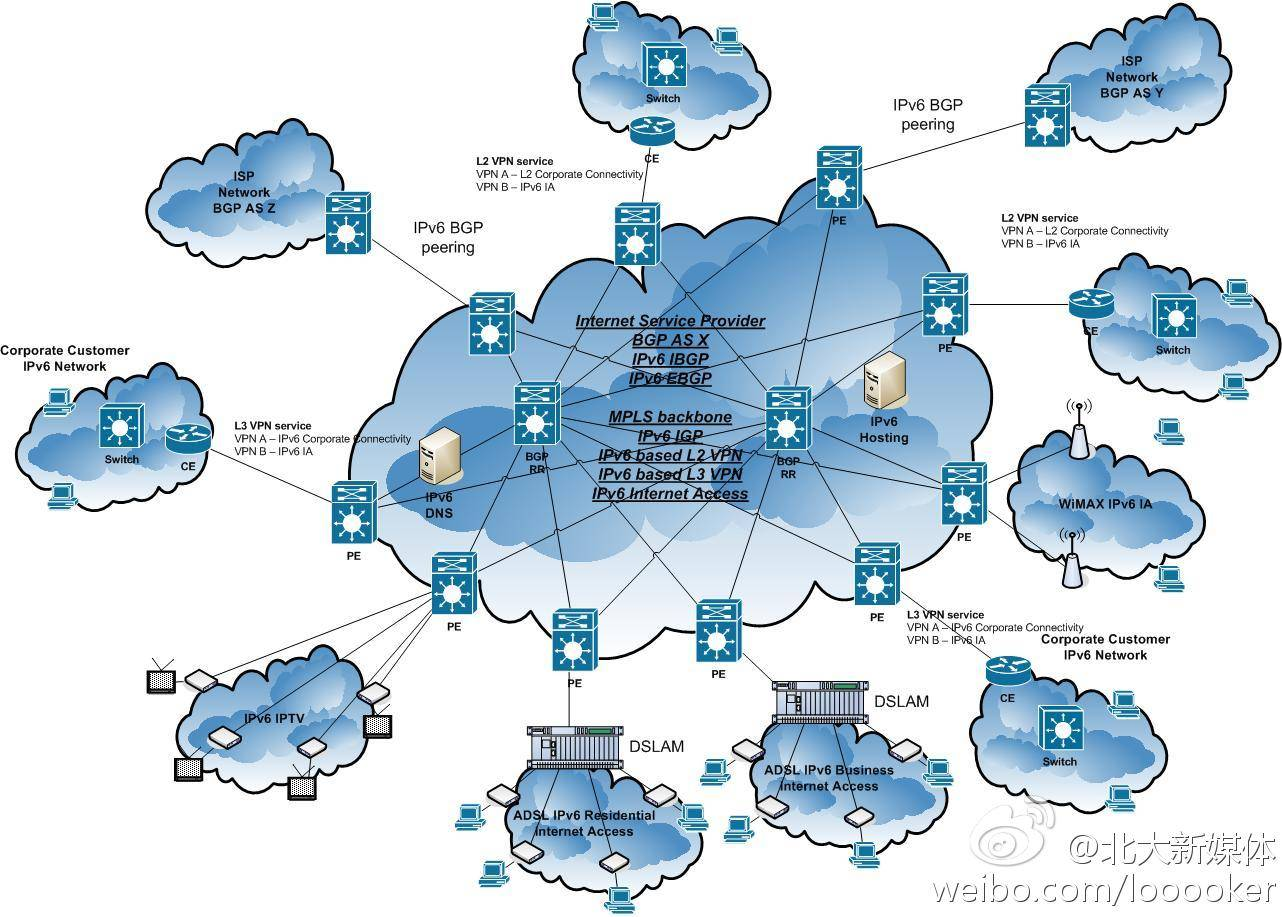 Switch
CE
ISP
Network
BGP AS Y
IPv6 BGP
peering
L2 VPN service
VPN A – L2 Corporate Connectivity
VPN B – IPv6 IA
ISP
Network
BGP AS Z
IPv6 BGP
peering
PE
L2 VPN service
VPN A – L2 Corporate Connectivity
VPN B – IPv6 IA
CE
Switch
PE
Internet Service Provider
BGP AS X
IPv6 IBGP
IPv6 EBGP
MPLS backbone
IPv6 IGP
IPv6 based L2 VPN
IPv6 based L3 VPN
IPv6 Internet Access
Corporate Customer
IPv6 Network
Switch
CE
L3 VPN service
VPN A – IPv6 Corporate Connectivity
VPN B – IPv6 IA
IPv6
Hosting
BGP
RR
BGP
RR
IPv6
DNS
WiMAX IPv6 IA
PE
PE
PE
PE
PE
PE
L3 VPN service
VPN A – IPv6 Corporate Connectivity
VPN B – IPv6 IA
Corporate Customer
IPv6 Network
CE
Switch
IPv6 IPTV
DSLAM
DSLAM
ADSL IPv6 Business
Internet Access
ADSL IPv6 Residential
Internet Access
@北大新媒体
weibo.com/looooker